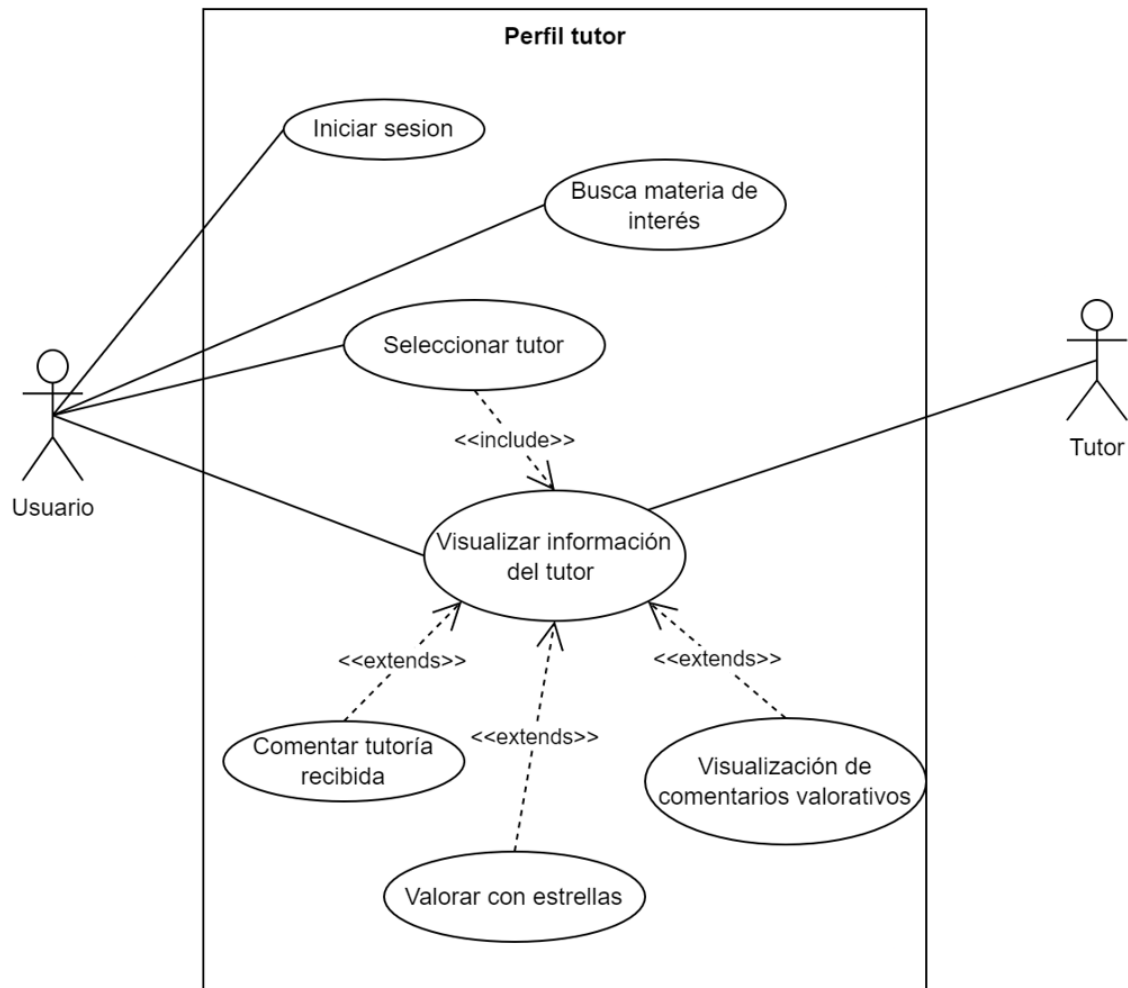 Perfil tutor
Iniciar sesion
Busca materia de
interés
Seleccionar tutor
<<include>>
Usuario
Tutor
Visualizar información
del tutor
<<extends>>
<<extends>>
<<extends>>
Comentar tutoría
recibida
Visualización de
comentarios valorativos
Valorar con estrellas